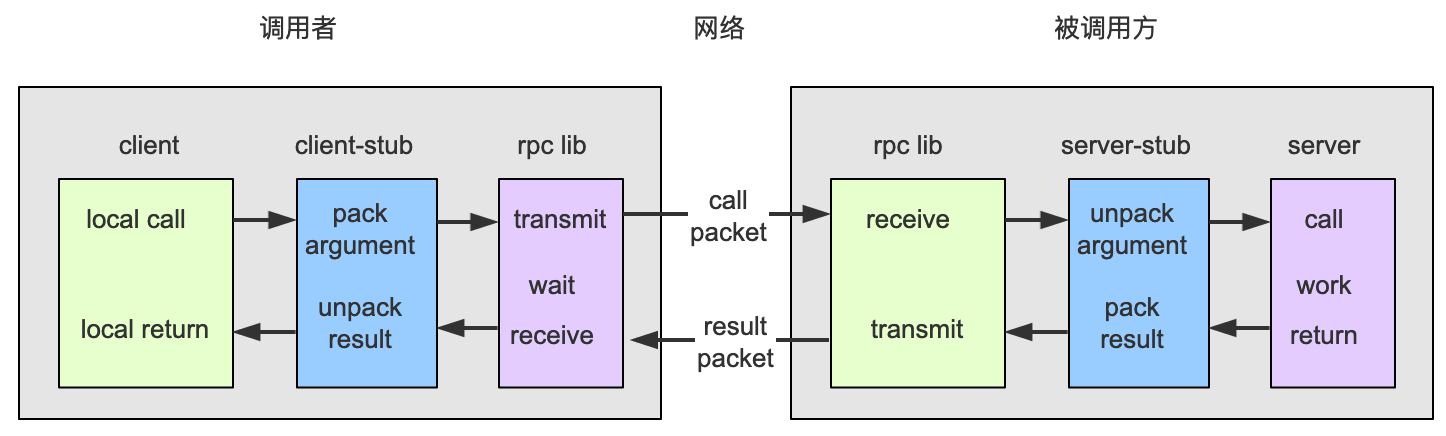 调用者
网络
被调用方
client
client-stub
rpc lib
rpc lib
server-stub
server
local call
pack
argument
transmit
call
packet
receive
unpack
argument
call
wait
work
local return
unpack
result
receive
result
packet
transmit
pack
result
return